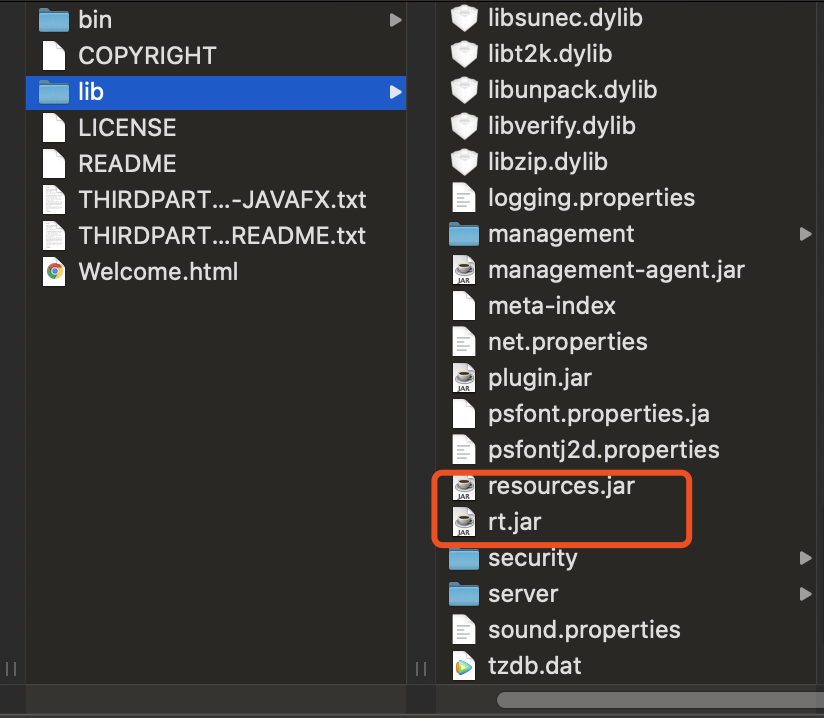 bin
COPYRIGHT
lib
LICENSE
README
THIRDPART...-JAVAFX.txt
THIRDPART...README.txt
Welcome.html
libsunec.dylib
libt2k.dylib
libunpack.dylib
libverify.dylib
libzip.dylib
logging.properties
management
JAR
management-agent.jar
meta-index
net.properties
JAR
plugin.jar
psfont.properties.ja
psfontj2d.properties
JAR
resources.jar
JAR
rt.jar
security
server
sound.properties
tzdb.dat